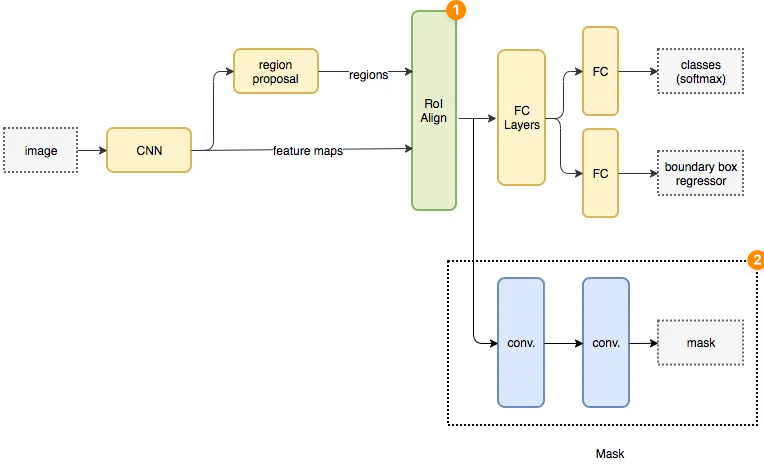 1
region
proposal
regions
RoI
Align
image
CNN
feature maps
FC
Layers
FC
classes
(softmax)
FC
boundary box
regressor
2
conv.
conv.
mask
Mask